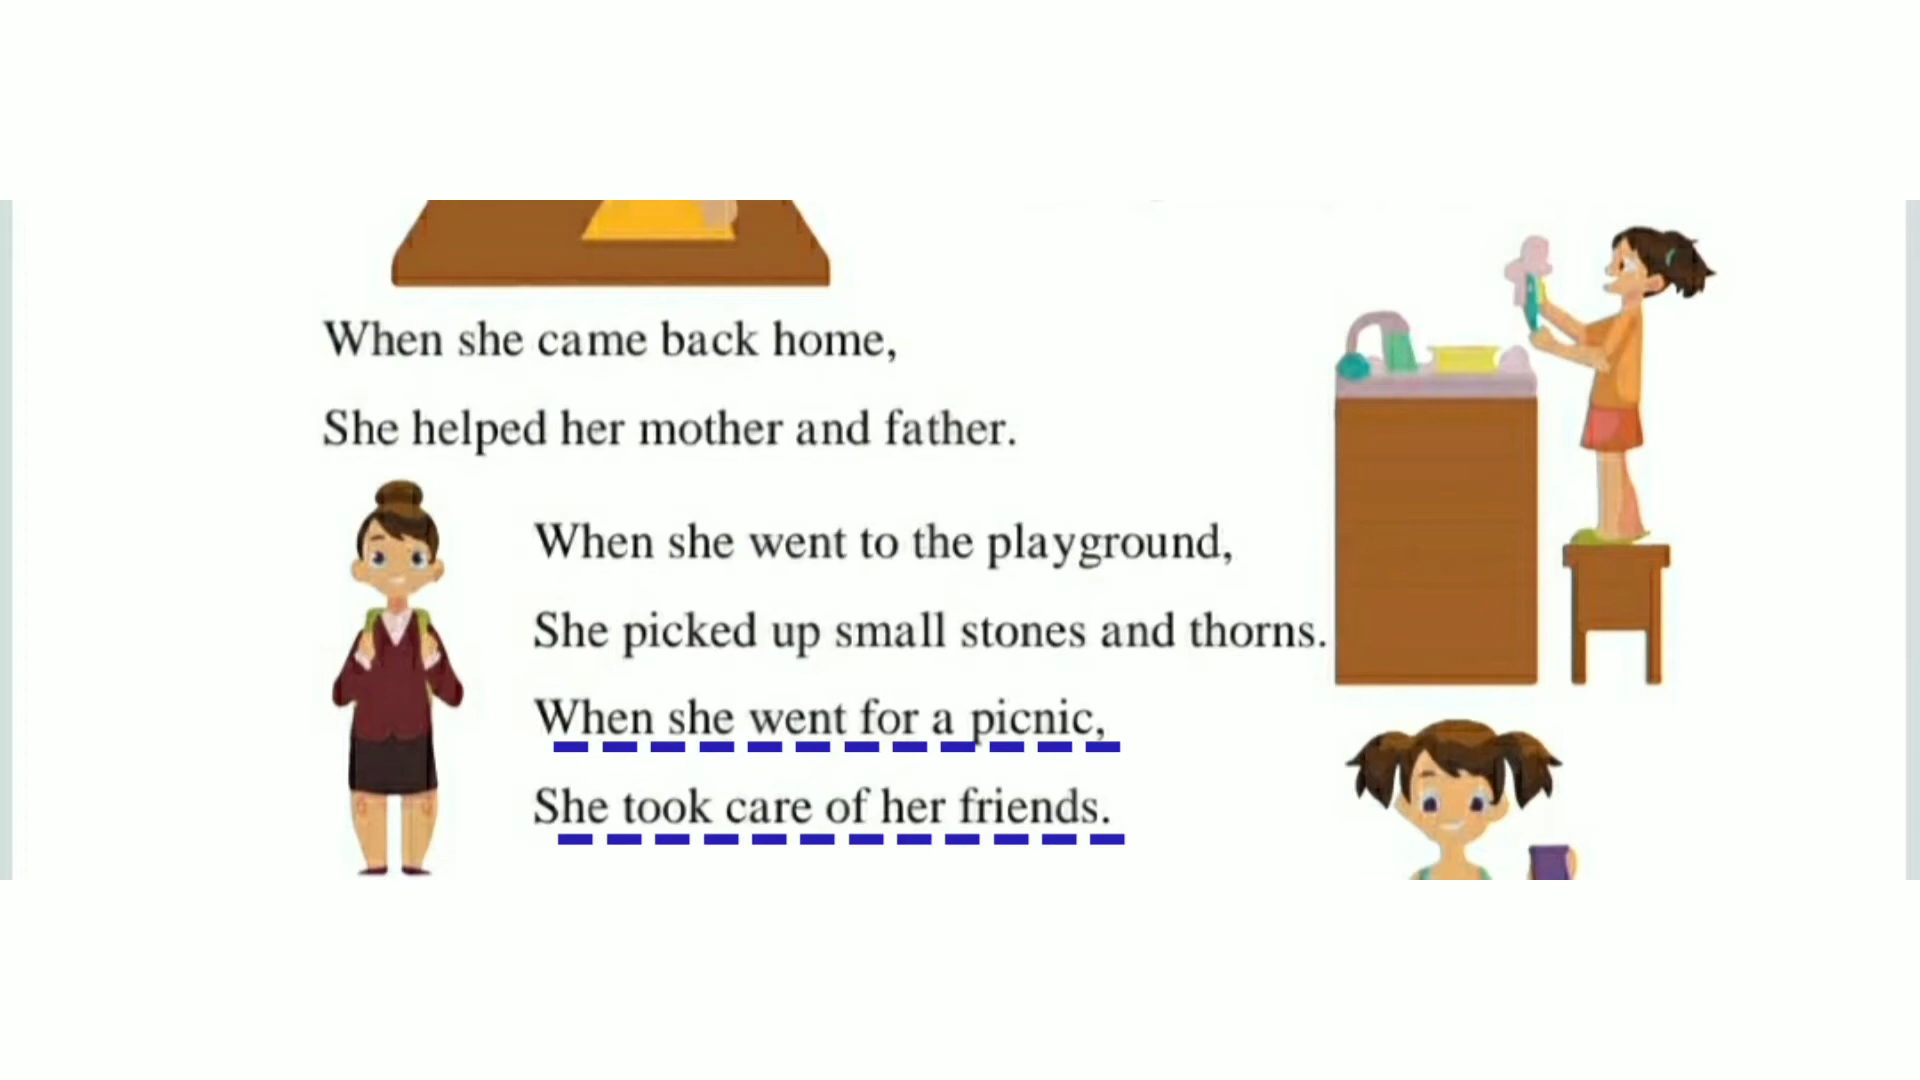 When she came back home,
She helped her mother and father.
When she went to the playground,
She picked up small stones and thorns.
When she went for a picnic,
She took care of her friends.